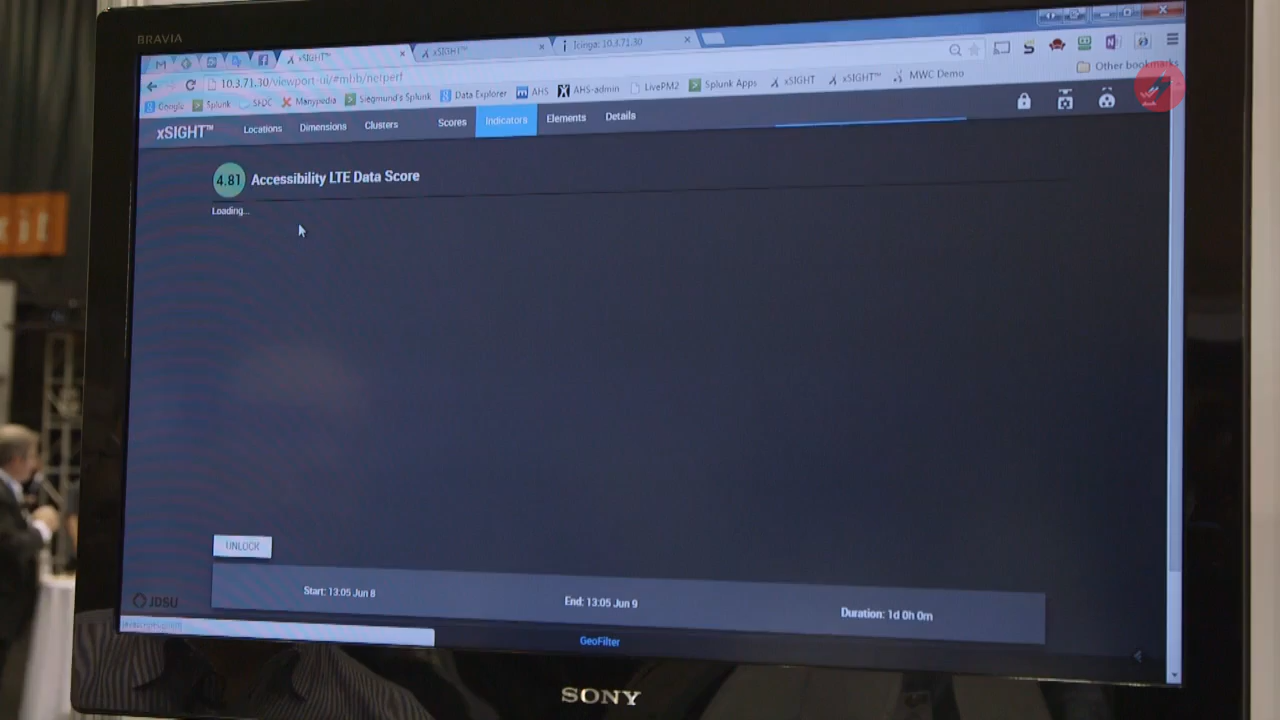 BRAVIA
xSIGHT™
xSIGHT™
Icinga: 10.3.71.30
10.3.71.30/viewport-ui/#mbb/netperf
Google
Splunk
SFDC
Manypedia
Siegmund's Splunk
Data Explorer
AHS
AHS-admin
LivePM2
Splunk Apps
xSIGHT
xSIGHT™
MWC Demo
Other bookmarks
xSIGHT™
Locations
Dimensions
Clusters
Scores
Indicators
Elements
Details
4.81 Accessibility LTE Data Score
Loading...
UNLOCK
JDSU
Start: 13:05 Jun 8
End: 13:05 Jun 9
Duration: 1d 0h 0m
GeoFilter
SONY